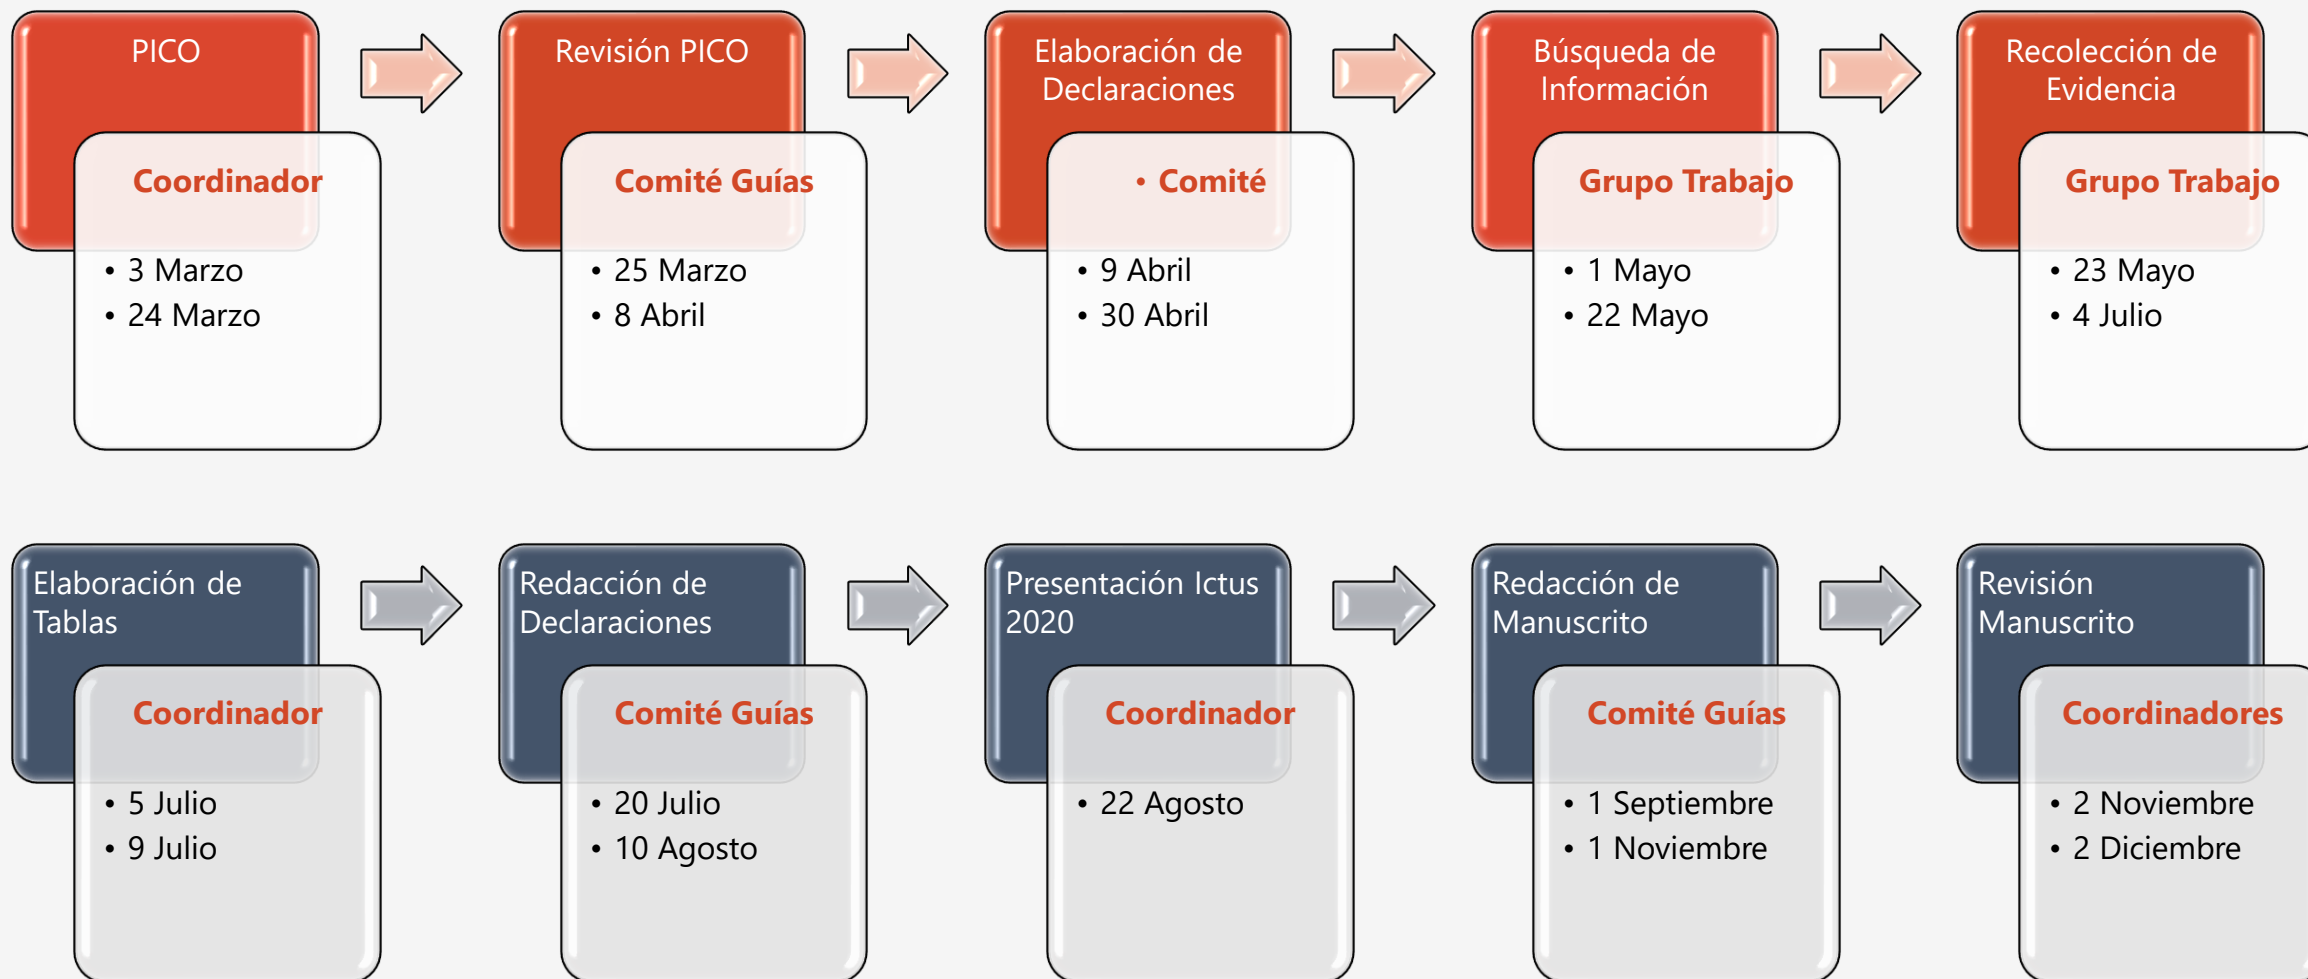 PICO
Coordinador
• 3 Marzo
• 24 Marzo
Revisión PICO
Comité Guías
• 25 Marzo
• 8 Abril
Elaboración de
Declaraciones
• Comité
• 9 Abril
• 30 Abril
Búsqueda de
Información
Grupo Trabajo
• 1 Mayo
• 22 Mayo
Recolección de
Evidencia
Grupo Trabajo
• 23 Mayo
• 4 Julio
Elaboración de
Tablas
Coordinador
• 5 Julio
• 9 Julio
Redacción de
Declaraciones
Comité Guías
• 20 Julio
• 10 Agosto
Presentación Ictus
2020
Coordinador
• 22 Agosto
Redacción de
Manuscrito
Comité Guías
• 1 Septiembre
• 1 Noviembre
Revisión
Manuscrito
Coordinadores
• 2 Noviembre
• 2 Diciembre